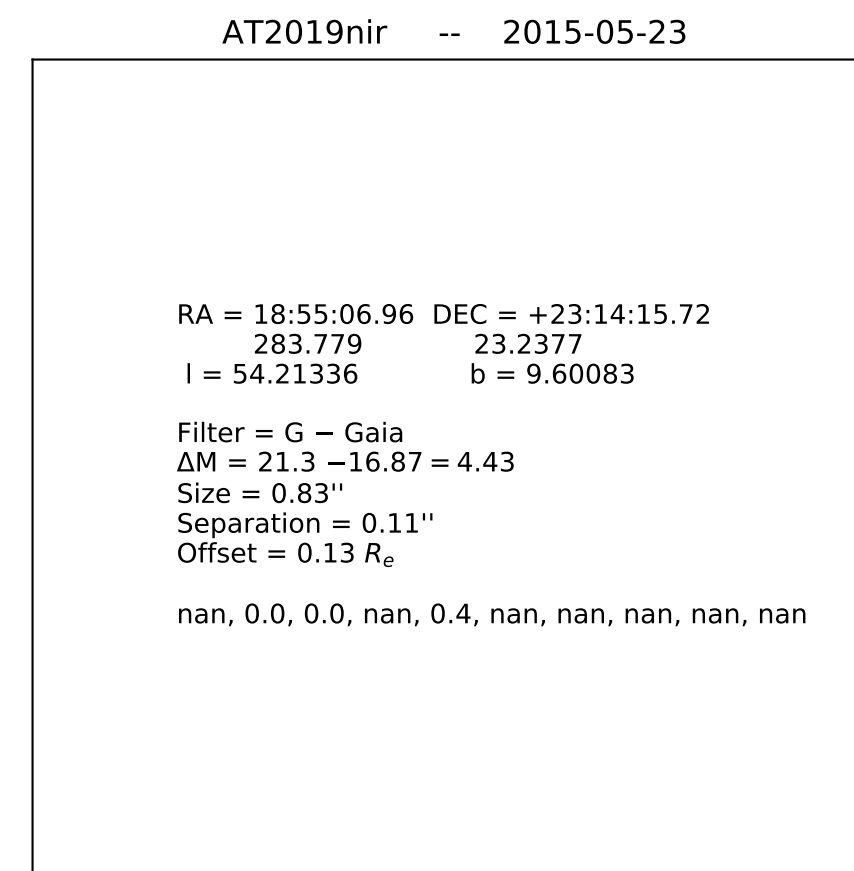 AT2019nir -- 2015-05-23
RA = 18:55:06.96 DEC = +23:14:15.72
283.779 23.2377
l = 54.21336 b = 9.60083
Filter = G − Gaia
ΔM = 21.3 −16.87 = 4.43
Size = 0.83''
Separation = 0.11''
Offset = 0.13 Rₑ
nan, 0.0, 0.0, nan, 0.4, nan, nan, nan, nan, nan